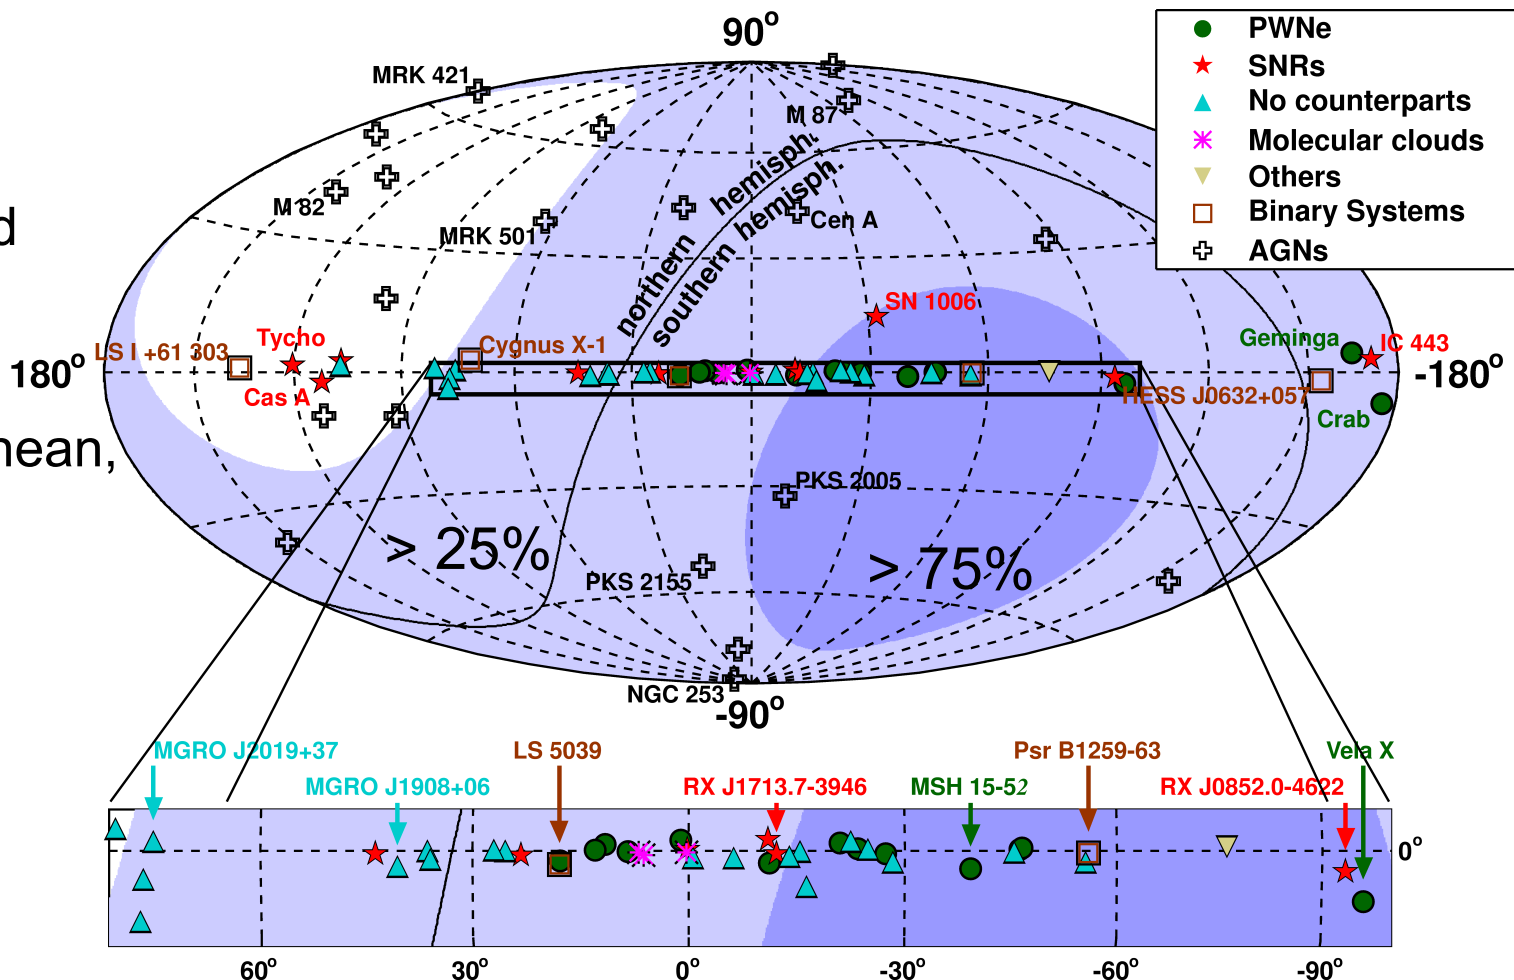 90°
PWNe
SNRs
No counterparts
Molecular clouds
Others
Binary Systems
AGNs
MRK 421
M 87
M 82
MRK 501
Cen A
northern hemisph.
southern hemisph.
d
SN 1006
Tycho
LS I +61 303
Cygnus X-1
Geminga
IC 443
180°
-180°
Cas A
HESS J0632+057
Crab
nean,
PKS 2005
> 25%
> 75%
PKS 2155
NGC 253
-90°
MGRO J2019+37
LS 5039
Psr B1259-63
Vela X
MGRO J1908+06
RX J1713.7-3946
MSH 15-52
RX J0852.0-4622
0°
60°
30°
0°
-30°
-60°
-90°